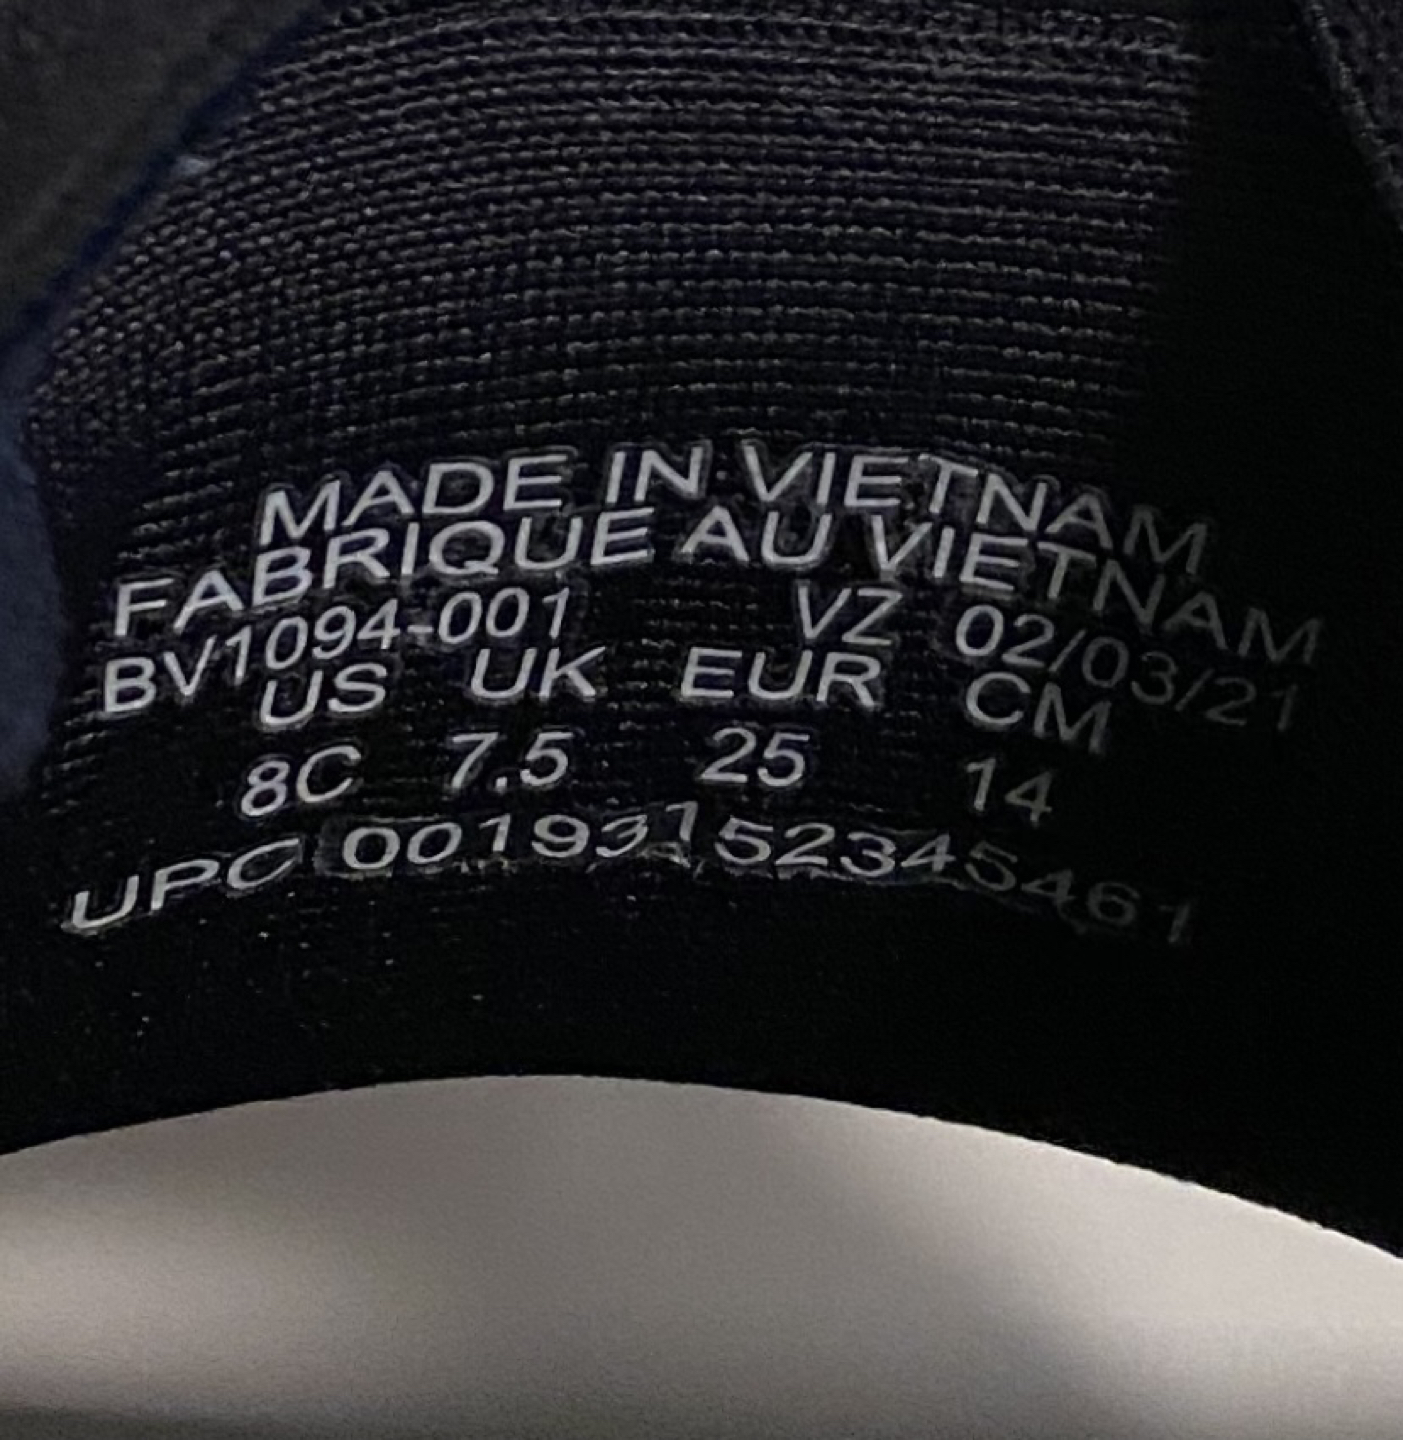 MADE IN VIETNAM
FABRIQUE AU VIETNAM
BV1094-001 VZ 02/03/21
US UK EUR CM
8C 7.5 25 14
UPC 00193152345461